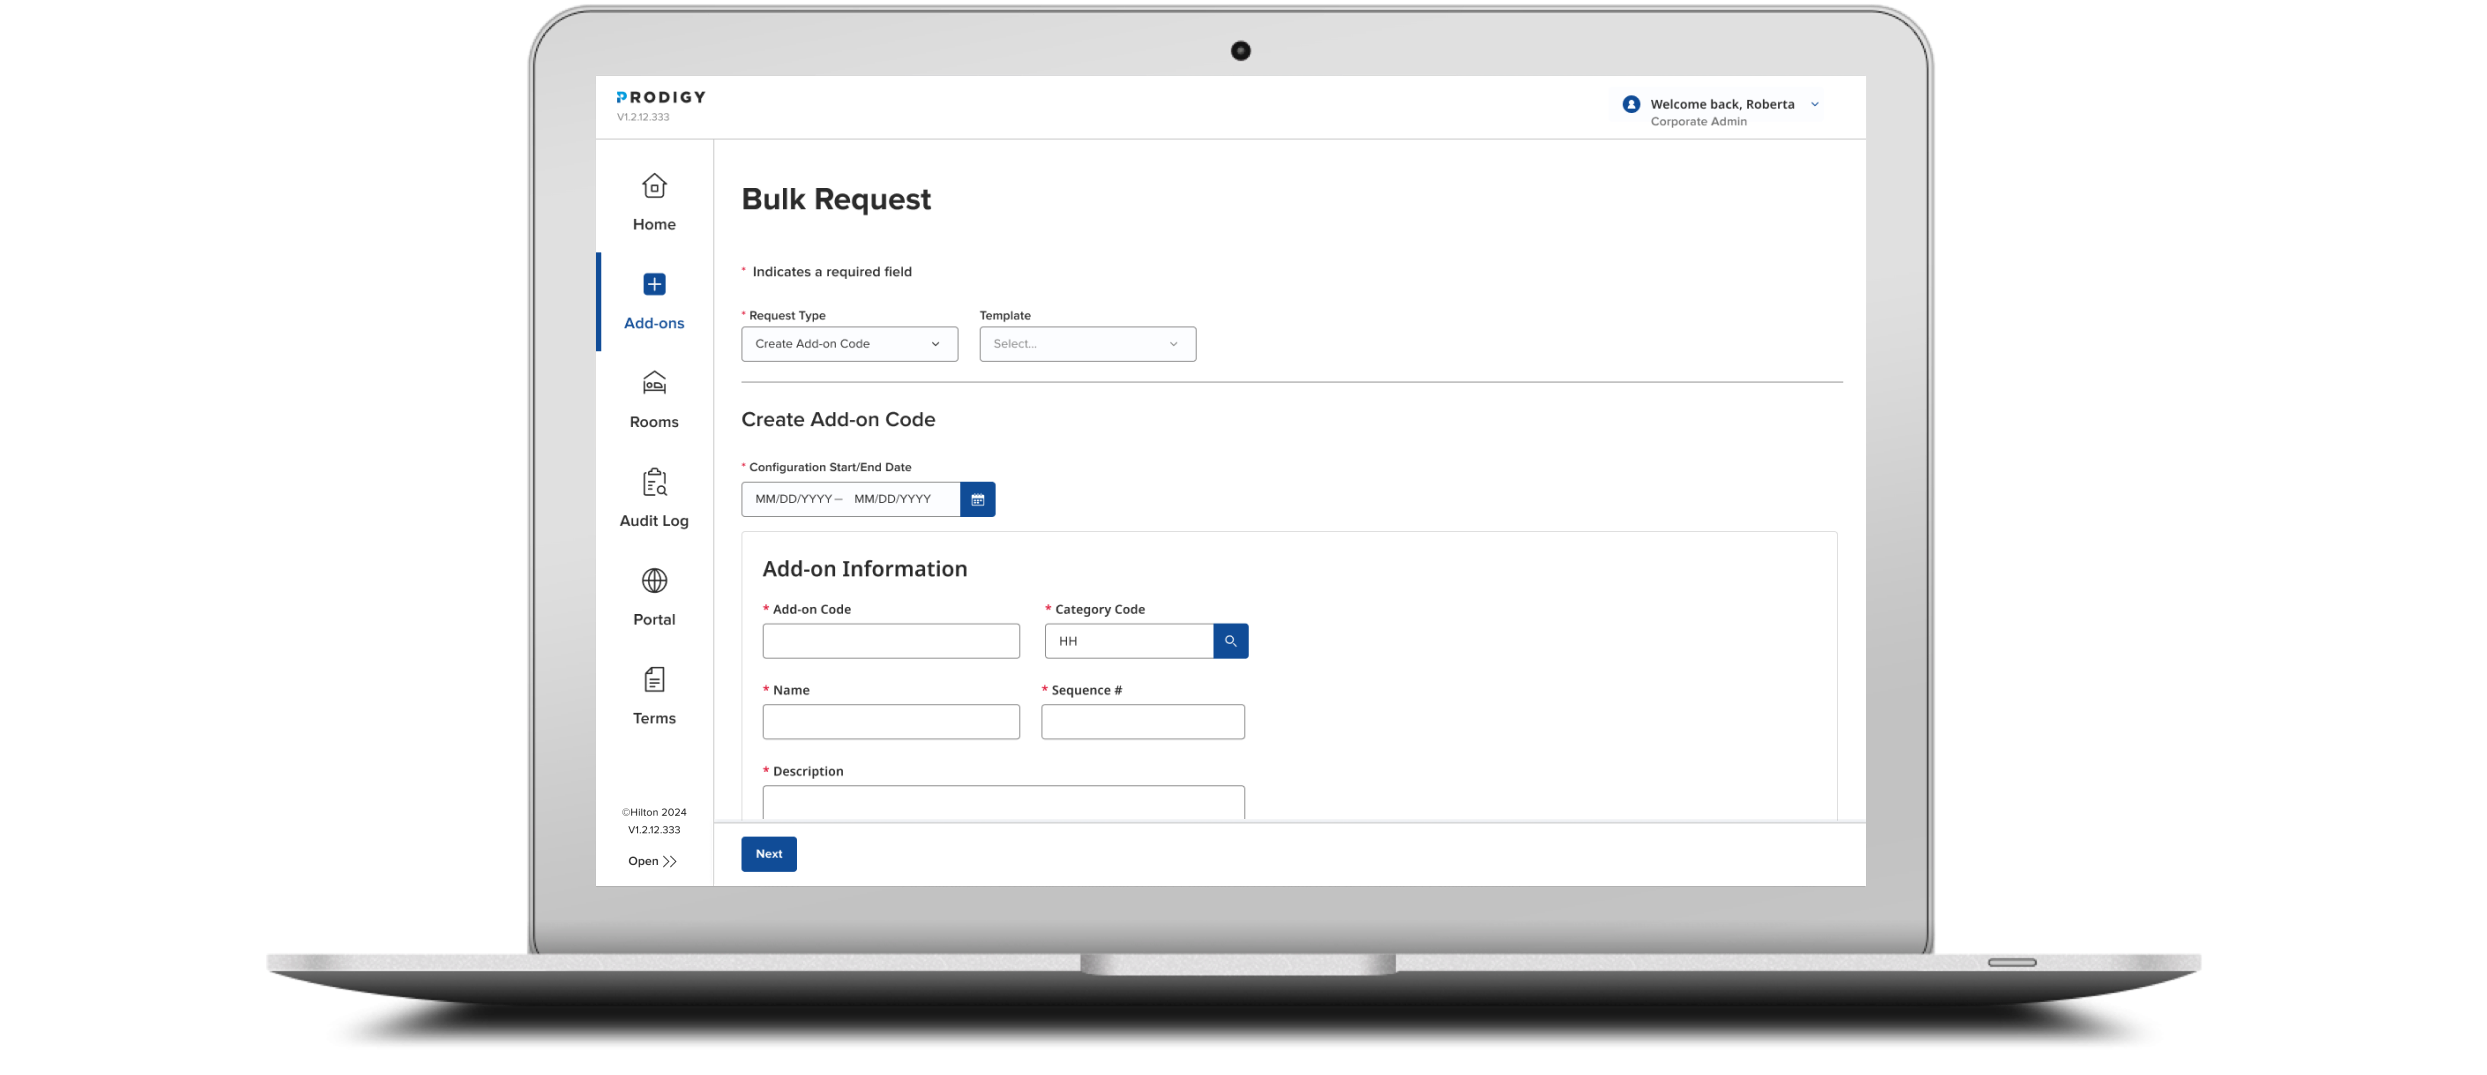 PRODIGY
V1.2.12.333
Welcome back, Roberta
Corporate Admin
Home
Add-ons
Rooms
Audit Log
Portal
Terms
©Hilton 2024
V1.2.12.333
Open
Bulk Request
* Indicates a required field
* Request Type
Template
Create Add-on Code
Select...
Create Add-on Code
* Configuration Start/End Date
MM/DD/YYYY – MM/DD/YYYY
Add-on Information
* Add-on Code
* Category Code
HH
* Name
* Sequence #
* Description
Next